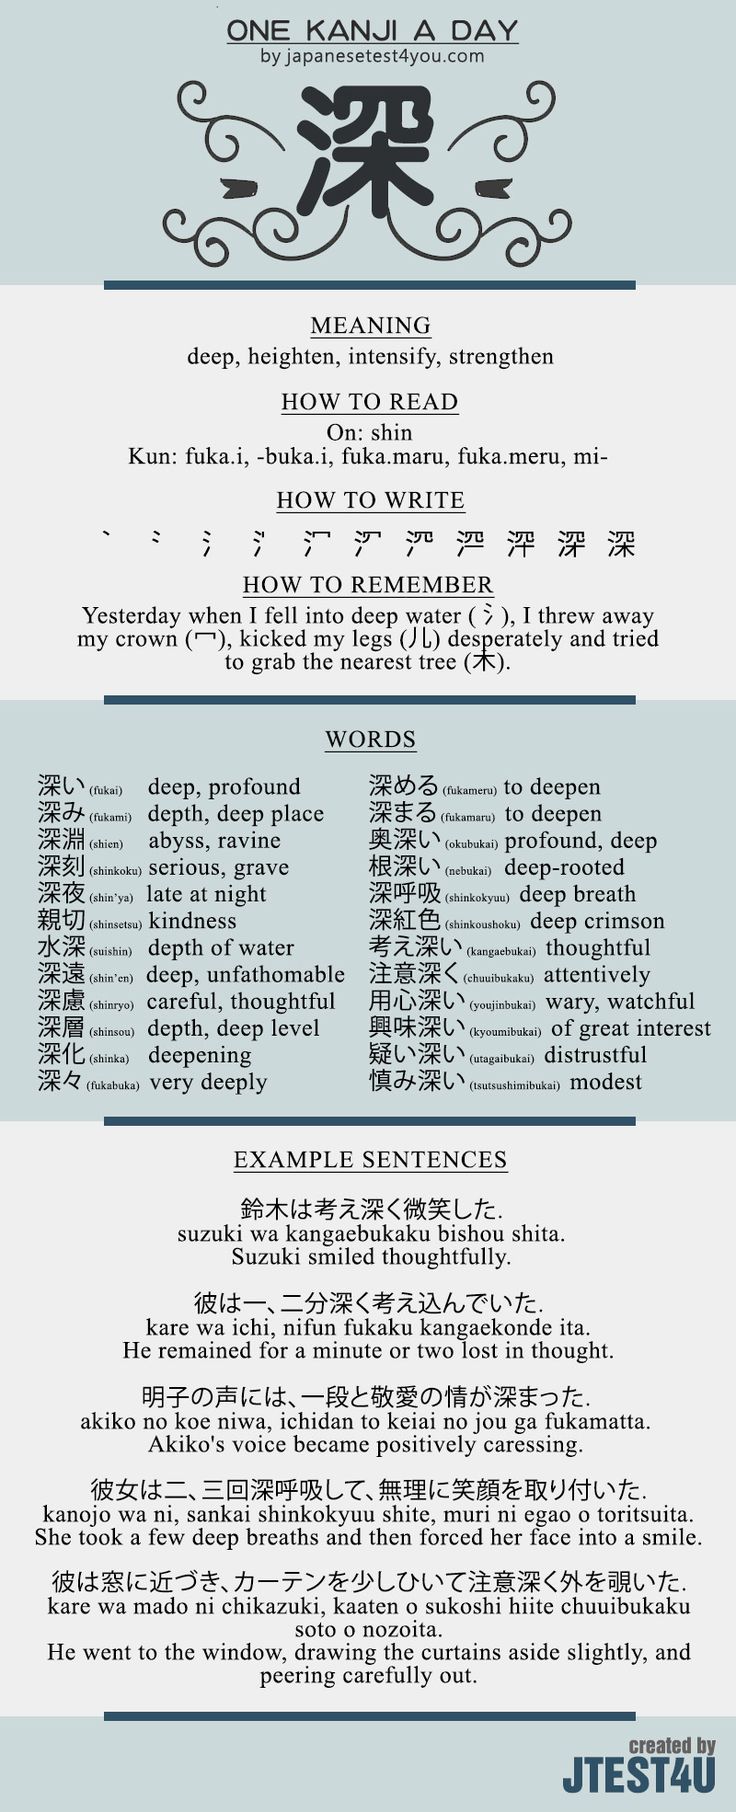 ONE KANJI A DAY
by japanesetest4you.com
深
MEANING
deep, heighten, intensify, strengthen
HOW TO READ
On: shin
Kun: fuka.i, -buka.i, fuka.maru, fuka.meru, mi-
HOW TO WRITE
深
HOW TO REMEMBER
Yesterday when I fell into deep water (氵), I threw away
my crown (冖), kicked my legs (儿) desperately and tried
to grab the nearest tree (木).
WORDS
深い (fukai) deep, profound
深み (fukami) depth, deep place
深淵 (shien) abyss, ravine
深刻 (shinkoku) serious, grave
深夜 (shin'ya) late at night
親切 (shinsetsu) kindness
水深 (suishin) depth of water
深遠 (shin'en) deep, unfathomable
深慮 (shinryo) careful, thoughtful
深層 (shinsou) depth, deep level
深化 (shinka) deepening
深々 (fukabuka) very deeply
深める (fukameru) to deepen
深まる (fukamaru) to deepen
奥深い (okubukai) profound, deep
根深い (nebukai) deep-rooted
深呼吸 (shinkokyuu) deep breath
深紅色 (shinkoushoku) deep crimson
考え深い (kangaebukai) thoughtful
注意深く (chuuibukaku) attentively
用心深い (youjinbukai) wary, watchful
興味深い (kyoumibukai) of great interest
疑い深い (utagaibukai) distrustful
慎み深い (tsutsushimibukai) modest
EXAMPLE SENTENCES
鈴木は考え深く微笑した.
suzuki wa kangaebukaku bishou shita.
Suzuki smiled thoughtfully.
彼は一、二分深く考え込んでいた.
kare wa ichi, nifun fukaku kangaekonde ita.
He remained for a minute or two lost in thought.
明子の声には、一段と敬愛の情が深まった.
akiko no koe niwa, ichidan to keiai no jou ga fukamatta.
Akiko's voice became positively caressing.
彼女は二、三回深呼吸して、無理に笑顔を取り付いた.
kanojo wa ni, sankai shinkokyuu shite, muri ni egao o toritsuita.
She took a few deep breaths and then forced her face into a smile.
彼は窓に近づき、カーテンを少しひいて注意深く外を覗いた.
kare wa mado ni chikazuki, kaaten o sukoshi hiite chuuibukaku
soto o nozoita.
He went to the window, drawing the curtains aside slightly, and
peering carefully out.
created by
JTEST4U